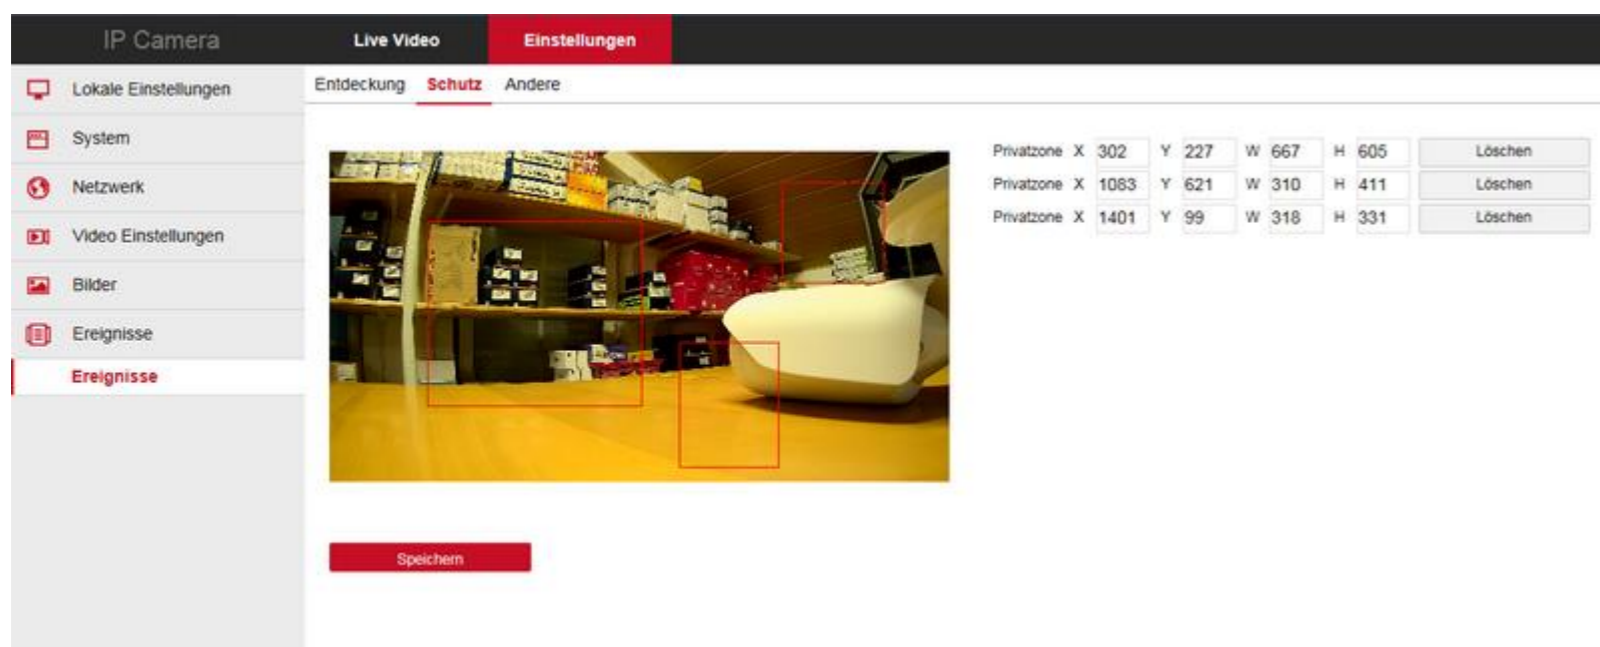 IP Camera Live Video Einstellungen
Lokale Einstellungen
System
Netzwerk
Video Einstellungen
Bilder
Ereignisse
Ereignisse
Entdeckung Schutz Andere
Privatzone X 302 Y 227 W 667 H 605 Löschen
Privatzone X 1083 Y 621 W 310 H 411 Löschen
Privatzone X 1401 Y 99 W 318 H 331 Löschen
Speichern